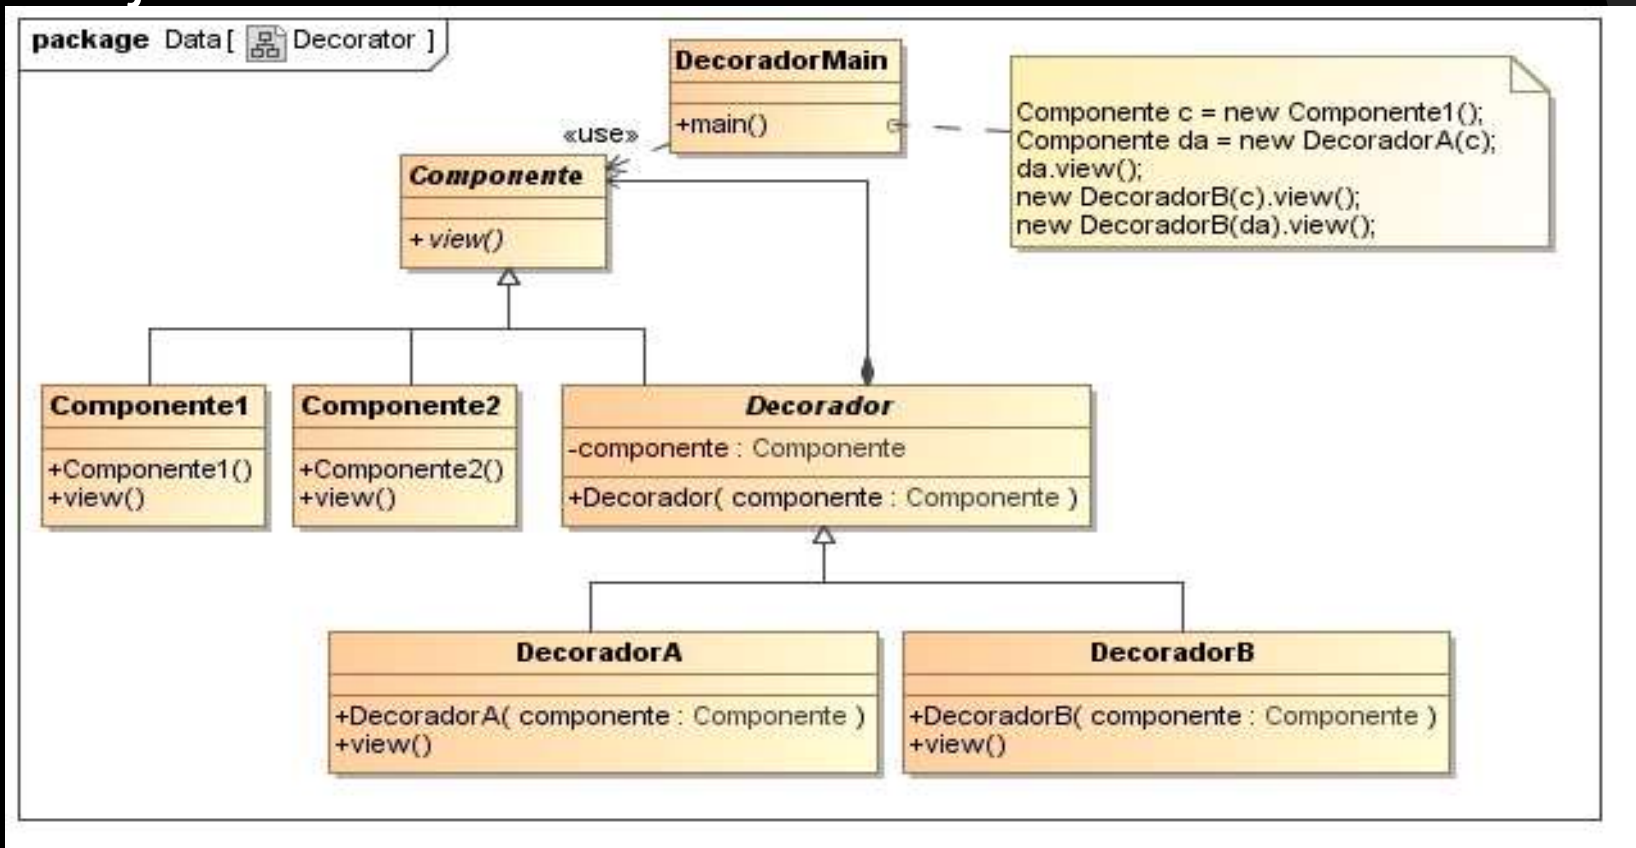 package Data [ Decorator ]
DecoradorMain
+main()
Componente c = new Componente1();
Componente da = new DecoradorA(c);
da.view();
new DecoradorB(c).view();
new DecoradorB(da).view();
«use»
Componente
+ view()
Componente1
+Componente1()
+view()
Componente2
+Componente2()
+view()
Decorador
-componente : Componente
+Decorador( componente : Componente )
DecoradorA
+DecoradorA( componente : Componente )
+view()
DecoradorB
+DecoradorB( componente : Componente )
+view()